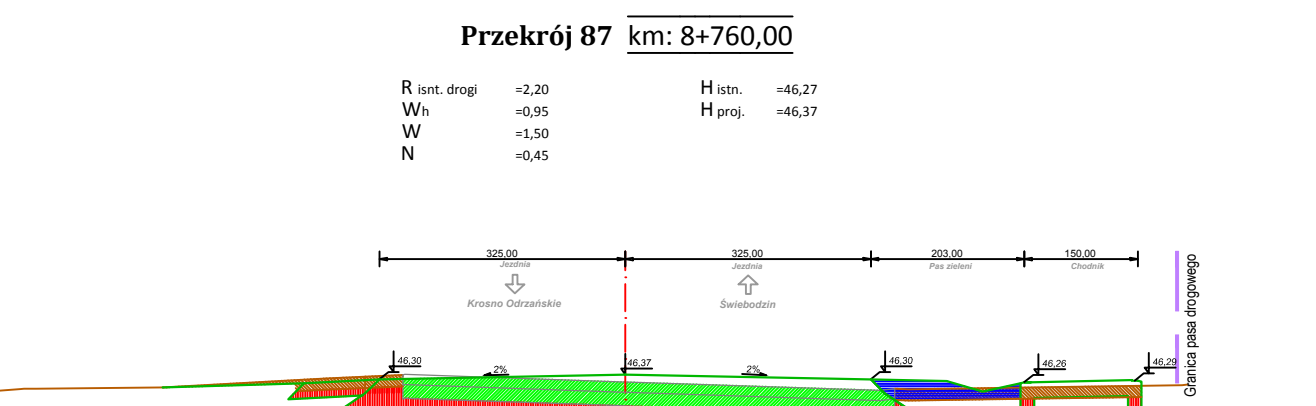 Przekrój 87 km: 8+760,00
R isnt. drogi =2,20 H istn. =46,27
Wh =0,95 H proj. =46,37
W =1,50
N =0,45
325,00 325,00 203,00 150,00
Jezdnia Jezdnia Pas zieleni Chodnik
Krosno Odrzańskie Świebodzin
Granica pasa drogowego
46,30 2% 46,37 2% 46,30 46,26 46,29